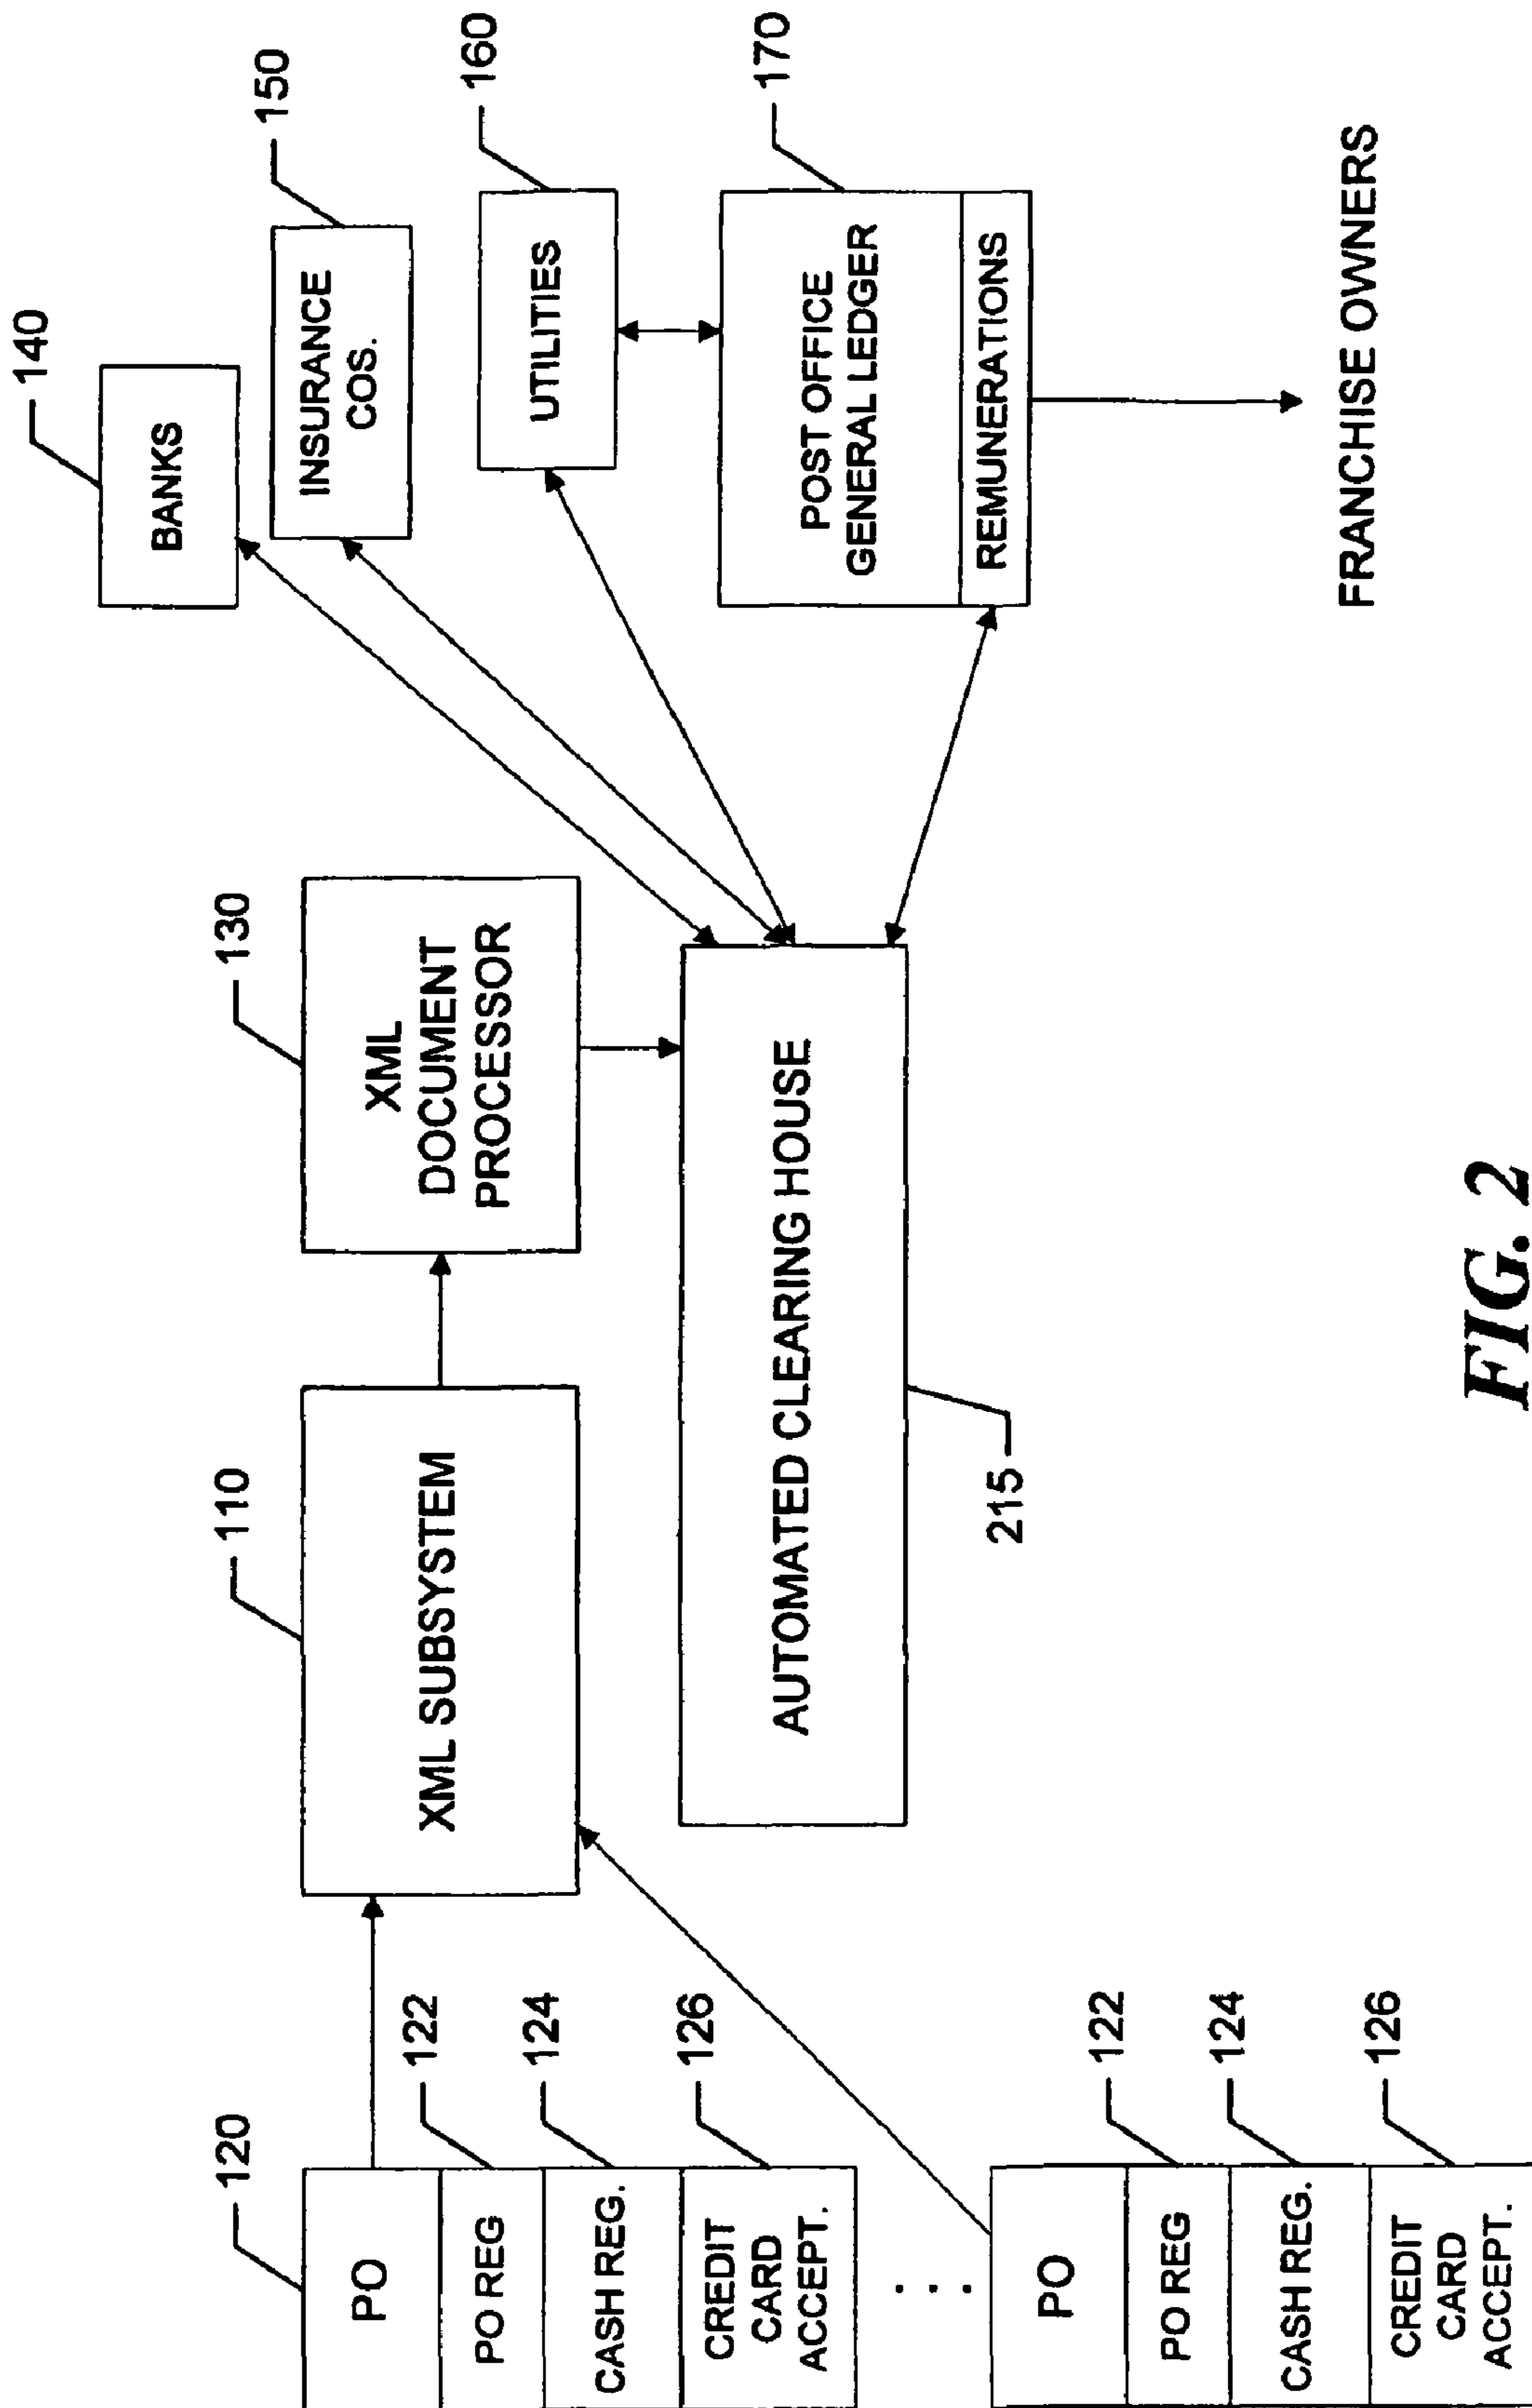 120
PO
PO REG
122
CASH REG.
124
CREDIT
CARD
ACCEPT.
126
. . .
PO
PO REG
122
CASH REG.
124
CREDIT
CARD
ACCEPT.
126
110
XML SUBSYSTEM
130
XML
DOCUMENT
PROCESSOR
AUTOMATED CLEARING HOUSE
215
140
BANKS
150
INSURANCE
COS.
160
UTILITIES
170
POST OFFICE
GENERAL LEDGER
REMUNERATIONS
FRANCHISE OWNERS
FIG. 2